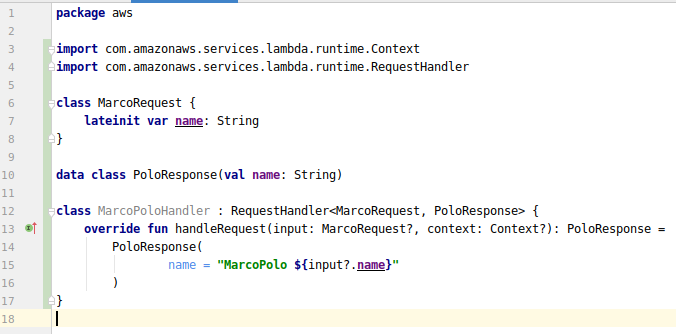 1 package aws
2
3 import com.amazonaws.services.lambda.runtime.Context
4 import com.amazonaws.services.lambda.runtime.RequestHandler
5
6 class MarcoRequest {
7     lateinit var name: String
8 }
9
10 data class PoloResponse(val name: String)
11
12 class MarcoPoloHandler : RequestHandler<MarcoRequest, PoloResponse> {
13     override fun handleRequest(input: MarcoRequest?, context: Context?): PoloResponse =
14         PoloResponse(
15                 name = "MarcoPolo ${input?.name}"
16         )
17 }
18